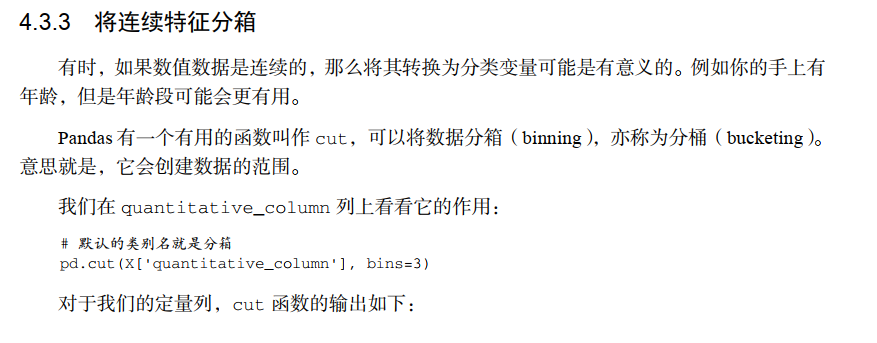 4.3.3 将连续特征分箱
有时，如果数值数据是连续的，那么将其转换为分类变量可能是有意义的。例如你的手上有
年龄，但是年龄段可能会更有用。
Pandas 有一个有用的函数叫作 cut，可以将数据分箱（binning），亦称为分桶（bucketing）。
意思就是，它会创建数据的范围。
我们在 quantitative_column 列上看看它的作用：
# 默认的类别名就是分箱
pd.cut(X['quantitative_column'], bins=3)
对于我们的定量列，cut 函数的输出如下：